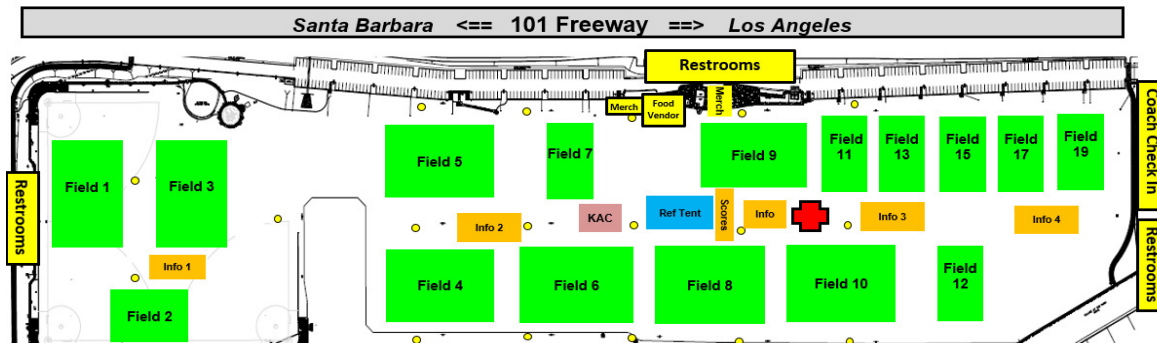 Santa Barbara <== 101 Freeway ==> Los Angeles
Restrooms
Merch
Food
Vendor
Merch
Coach Check In
Restrooms
Restrooms
Field 1
Field 3
Field 5
Field 7
Field 9
Field
11
Field
13
Field
15
Field
17
Field
19
KAC
Ref Tent
Scores
Info
Info 3
Info 4
Info 2
Info 1
Field 2
Field 4
Field 6
Field 8
Field 10
Field
12